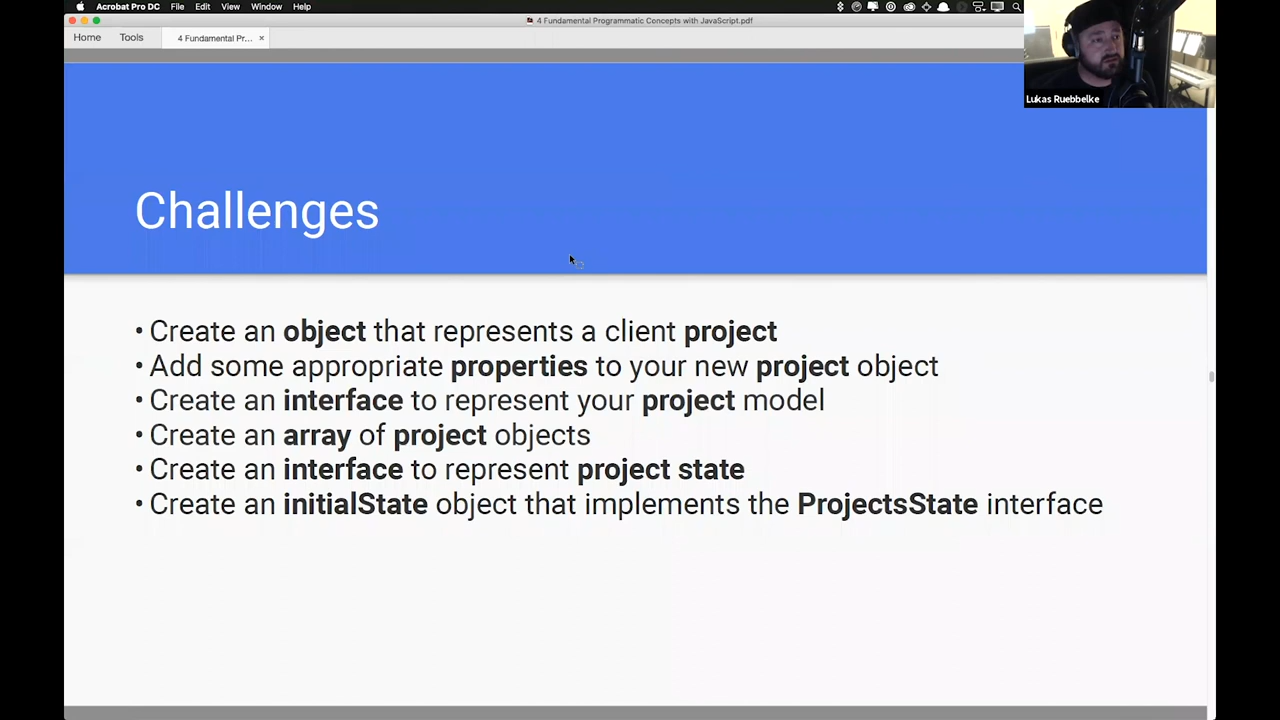 Acrobat Pro DC File Edit View Window Help
4 Fundamental Programmatic Concepts with JavaScript.pdf
Home Tools 4 Fundamental Pr... ×
Lukas Ruebbelke
Challenges
• Create an object that represents a client project
• Add some appropriate properties to your new project object
• Create an interface to represent your project model
• Create an array of project objects
• Create an interface to represent project state
• Create an initialState object that implements the ProjectsState interface